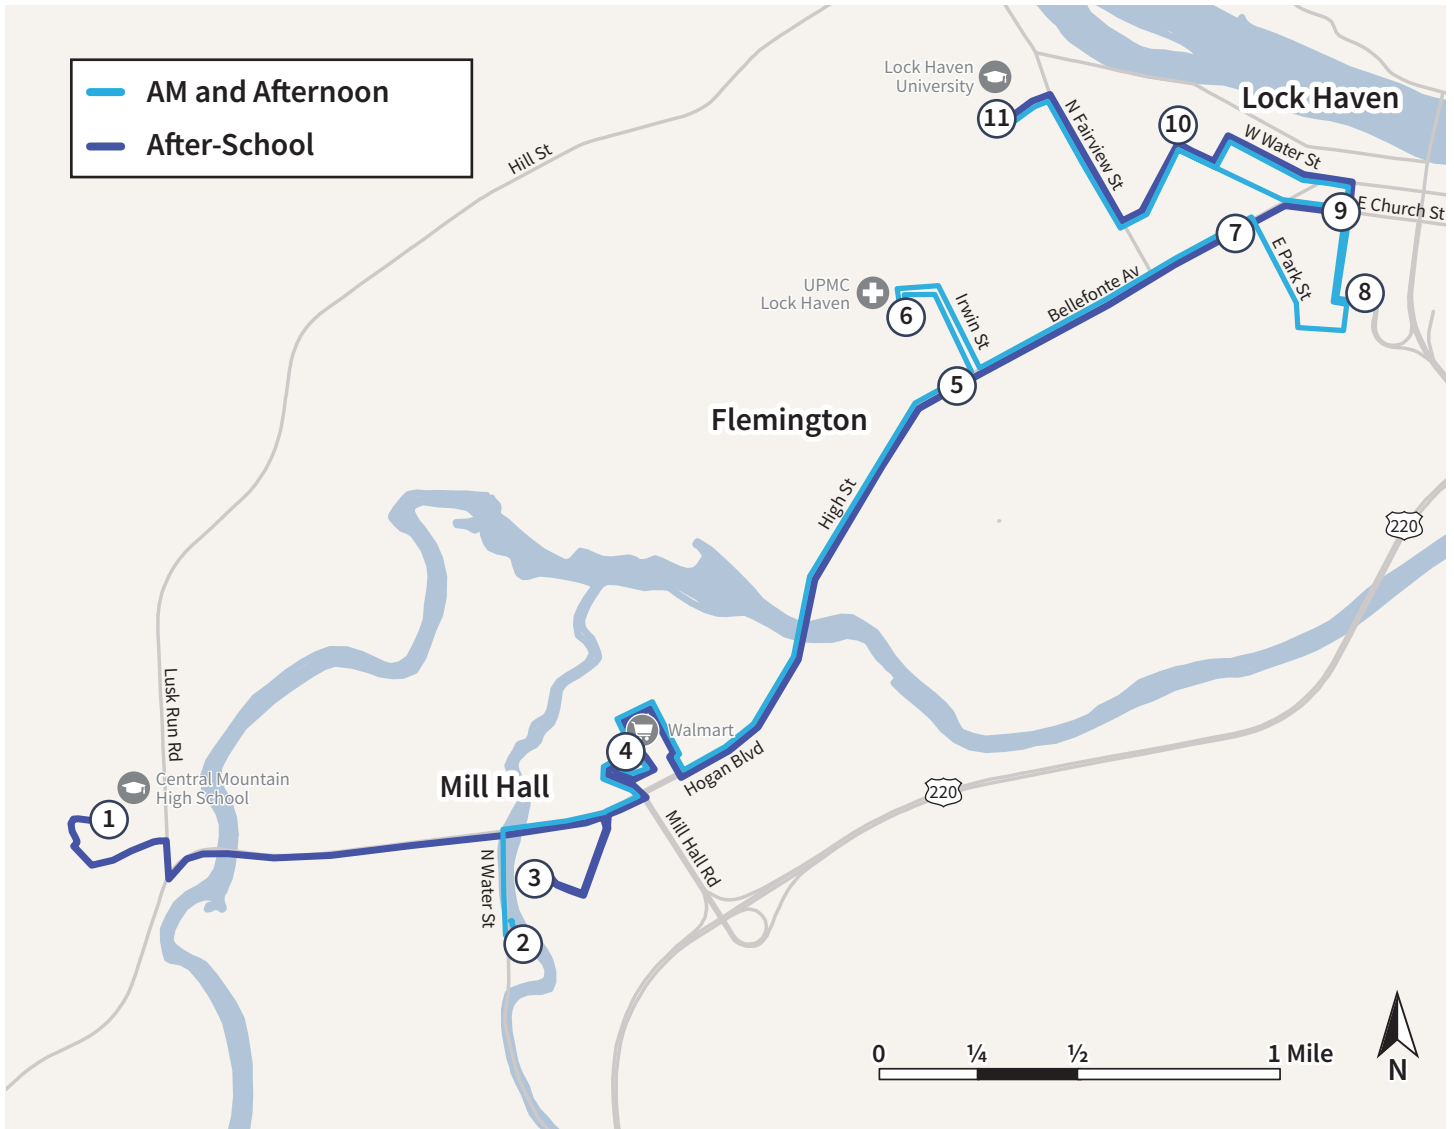 AM and Afternoon
After-School
Lock Haven
University
11
N Fairview St
10
Lock Haven
W Water St
E Church St
9
7
E Park St
8
Hill St
UPMC
Lock Haven
6
Irwin St
Bellefonte Av
5
Flemington
High St
220
Lusk Run Rd
Walmart
4
Hogan Blvd
Central Mountain
High School
1
Mill Hall
220
Mill Hall Rd
N Water St
3
2
0 ¼ ½ 1 Mile
N